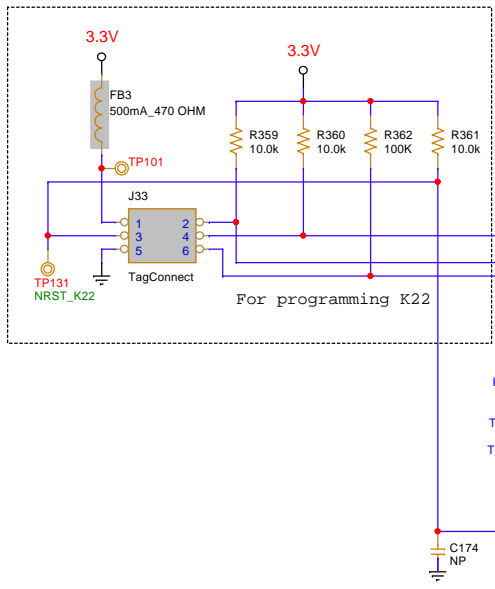 3.3V
3.3V
FB3
500mA_470 OHM
R359
10.0k
R360
10.0k
R362
100K
R361
10.0k
TP101
J33
1 2
3 4
5 6
TagConnect
TP131
NRST_K22
For programming K22
T
T
C174
NP